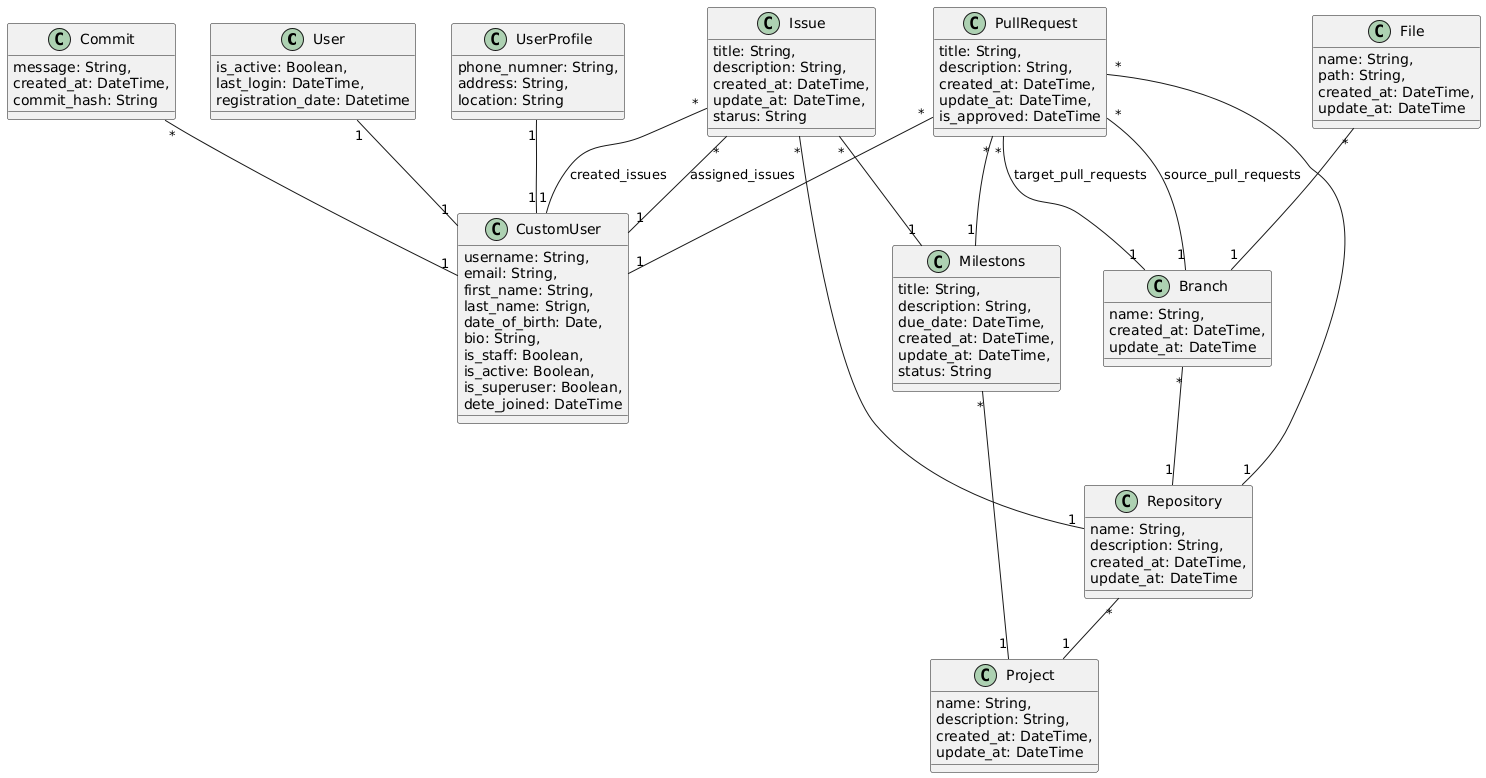 C Commit
message: String,
created_at: DateTime,
commit_hash: String
C User
is_active: Boolean,
last_login: DateTime,
registration_date: Datetime
C UserProfile
phone_numner: String,
address: String,
location: String
C Issue
title: String,
description: String,
created_at: DateTime,
update_at: DateTime,
starus: String
C PullRequest
title: String,
description: String,
created_at: DateTime,
update_at: DateTime,
is_approved: DateTime
C File
name: String,
path: String,
created_at: DateTime,
update_at: DateTime
*
1
1
*
*
*
*
*
*
*
*
*
*
created_issues
assigned_issues
target_pull_requests
source_pull_requests
1
1
1
1
1
1
1
1
1
1
1
C CustomUser
username: String,
email: String,
first_name: String,
last_name: Strign,
date_of_birth: Date,
bio: String,
is_staff: Boolean,
is_active: Boolean,
is_superuser: Boolean,
dete_joined: DateTime
C Milestons
title: String,
description: String,
due_date: DateTime,
created_at: DateTime,
update_at: DateTime,
status: String
C Branch
name: String,
created_at: DateTime,
update_at: DateTime
*
*
1
1
1
C Repository
name: String,
description: String,
created_at: DateTime,
update_at: DateTime
*
1
1
C Project
name: String,
description: String,
created_at: DateTime,
update_at: DateTime